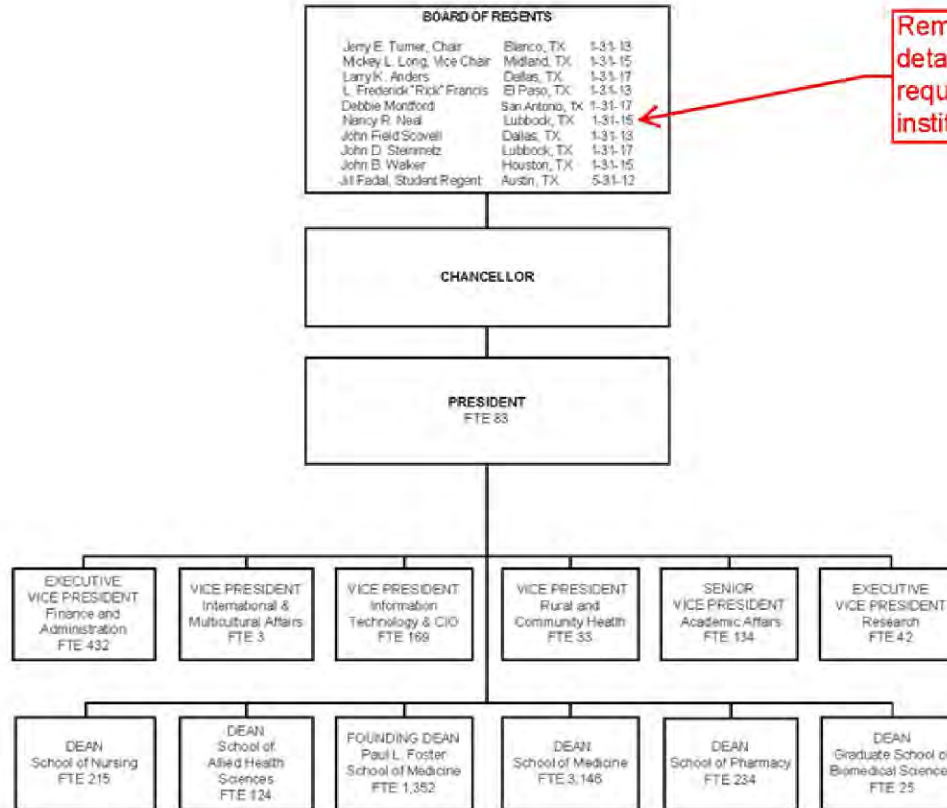 BOARD OF REGENTS
Jerry E. Turner, Chair Blanco, TX 1-31-13
Mickey L. Long, Vice Chair Midland, TX 1-31-15
Larry K. Anders Dallas, TX 1-31-17
L. Frederick "Rick" Francis El Paso, TX 1-31-13
Debbie Montford San Antonio, TX 1-31-17
Nancy R. Neal Lubbock, TX 1-31-15
John Field Scovell Dallas, TX 1-31-13
John D. Steinmetz Lubbock, TX 1-31-17
John B. Walker Houston, TX 1-31-15
Jill Fadal, Student Regent Austin, TX 5-31-12
CHANCELLOR
PRESIDENT
FTE 83
EXECUTIVE
VICE PRESIDENT
Finance and
Administration
FTE 432
VICE PRESIDENT
International &
Multicultural Affairs
FTE 3
VICE PRESIDENT
Information
Technology & CIO
FTE 169
VICE PRESIDENT
Rural and
Community Health
FTE 33
SENIOR
VICE PRESIDENT
Academic Affairs
FTE 134
EXECUTIVE
VICE PRESIDENT
Research
FTE 42
DEAN
School of Nursing
FTE 215
DEAN
School of
Allied Health
Sciences
FTE 124
FOUNDING DEAN
Paul L. Foster
School of Medicine
FTE 1,352
DEAN
School of Medicine
FTE 3,146
DEAN
School of Pharmacy
FTE 234
DEAN
Graduate School
Biomedical
FTE 25